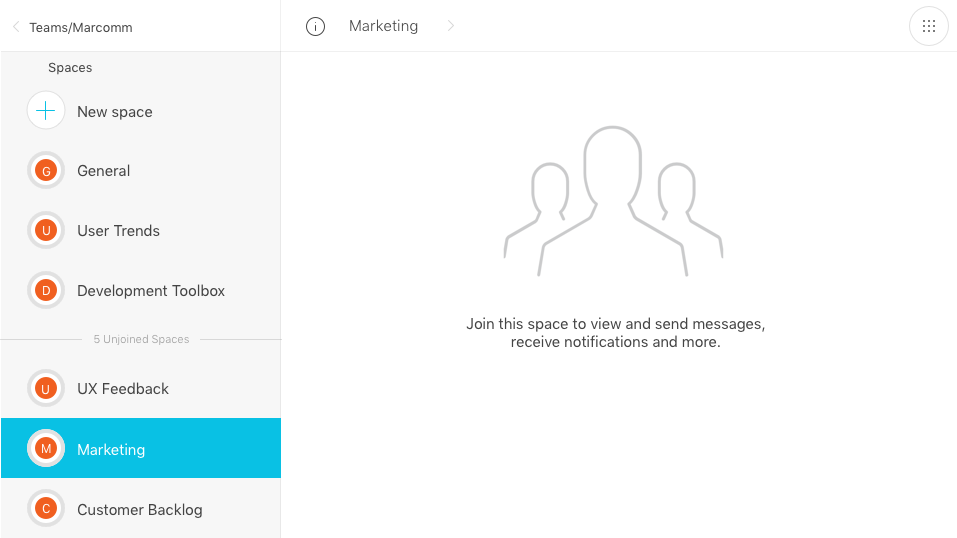 Teams/Marcomm
Marketing
Spaces
New space
G General
U User Trends
D Development Toolbox
5 Unjoined Spaces
U UX Feedback
M Marketing
C Customer Backlog
Join this space to view and send messages,
receive notifications and more.